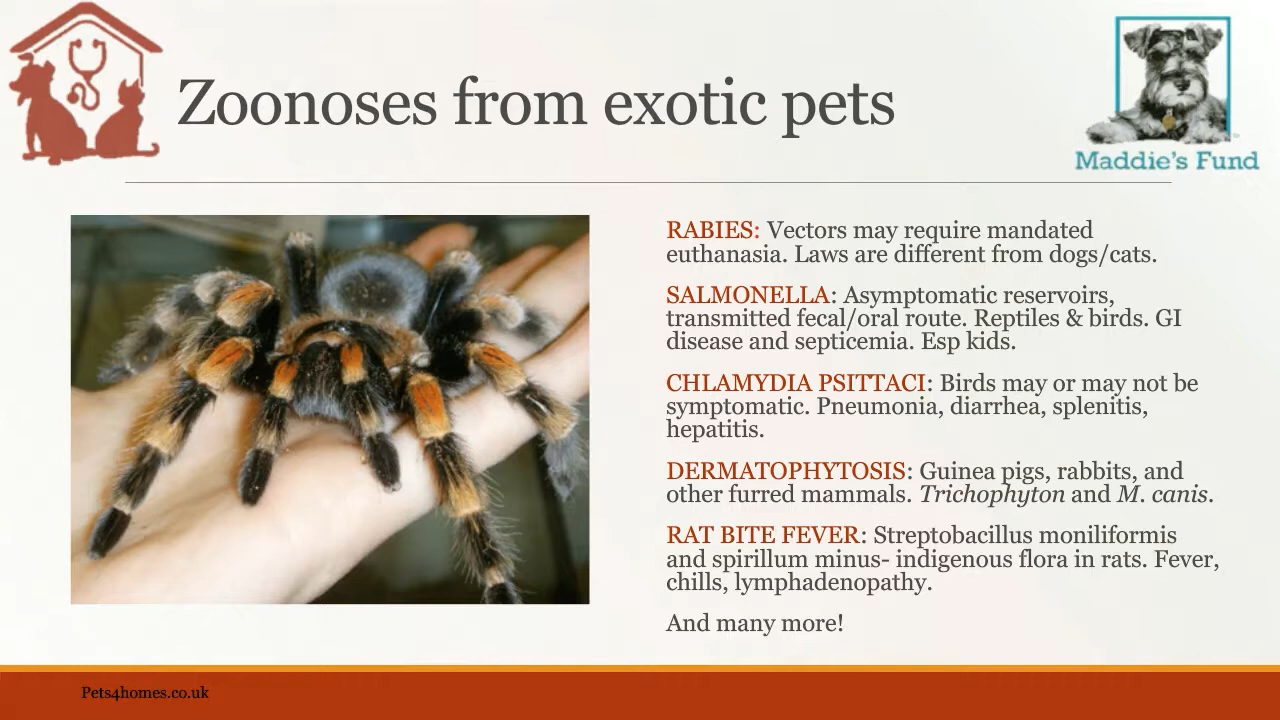 Zoonoses from exotic pets
Maddie's Fund
RABIES: Vectors may require mandated
euthanasia. Laws are different from dogs/cats.
SALMONELLA: Asymptomatic reservoirs,
transmitted fecal/oral route. Reptiles & birds. GI
disease and septicemia. Esp kids.
CHLAMYDIA PSITTACI: Birds may or may not be
symptomatic. Pneumonia, diarrhea, splenitis,
hepatitis.
DERMATOPHYTOSIS: Guinea pigs, rabbits, and
other furred mammals. Trichophyton and M. canis.
RAT BITE FEVER: Streptobacillus moniliformis
and spirillum minus- indigenous flora in rats. Fever,
chills, lymphadenopathy.
And many more!
Pets4homes.co.uk